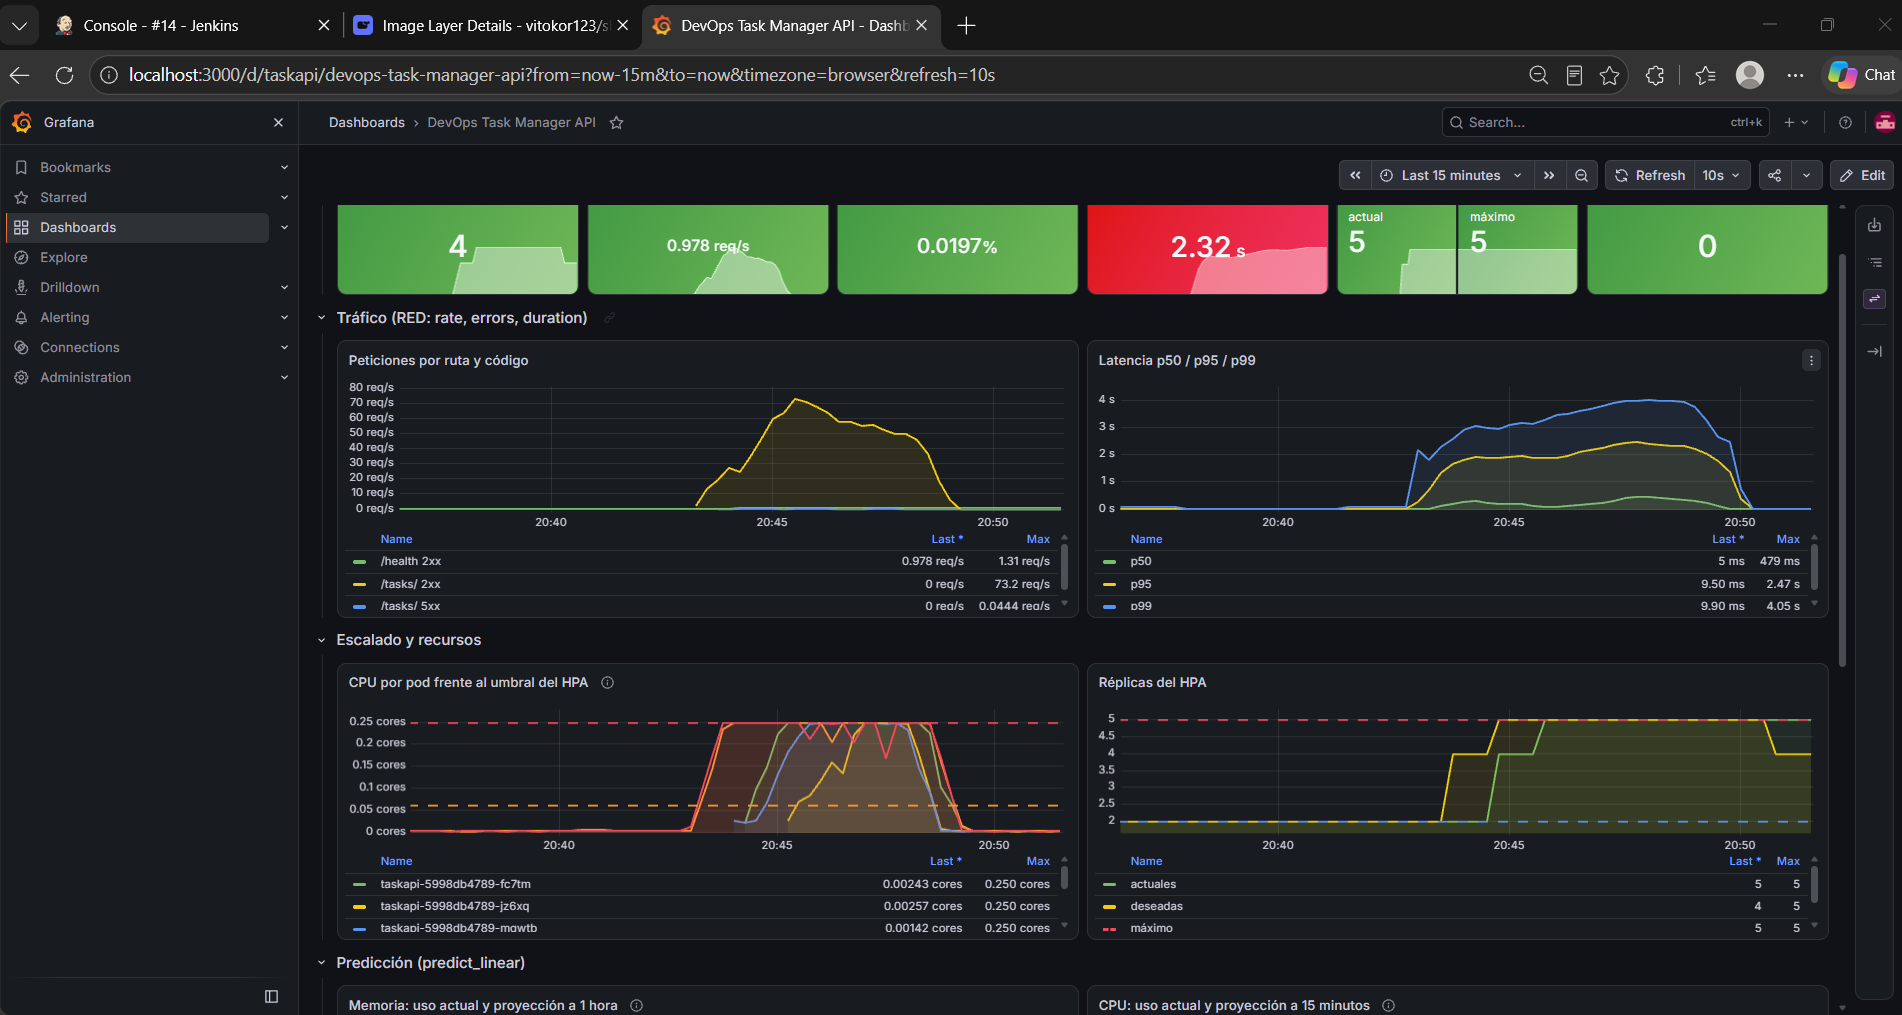 Console - #14 - Jenkins
Image Layer Details - vitokor123/s
DevOps Task Manager API - Dashb
localhost:3000/d/taskapi/devops-task-manager-api?from=now-15m&to=now&timezone=browser&refresh=10s
Chat
Grafana
Dashboards › DevOps Task Manager API
Search...
ctrl+k
Bookmarks
Starred
Dashboards
Explore
Drilldown
Alerting
Connections
Administration
Last 15 minutes
Refresh
10s
Edit
4
0.978 req/s
0.0197%
2.32 s
actual
5
máximo
5
0
Tráfico (RED: rate, errors, duration)
Peticiones por ruta y código
80 req/s
70 req/s
60 req/s
50 req/s
40 req/s
30 req/s
20 req/s
10 req/s
0 req/s
20:40 20:45 20:50
Name Last * Max
/health 2xx 0.978 req/s 1.31 req/s
/tasks/ 2xx 0 req/s 73.2 req/s
/tasks/ 5xx 0 req/s 0.0444 req/s
Latencia p50 / p95 / p99
4 s
3 s
2 s
1 s
0 s
20:40 20:45 20:50
Name Last * Max
p50 5 ms 479 ms
p95 9.50 ms 2.47 s
p99 9.90 ms 4.05 s
Escalado y recursos
CPU por pod frente al umbral del HPA
0.25 cores
0.2 cores
0.15 cores
0.1 cores
0.05 cores
0 cores
20:40 20:45 20:50
Name Last * Max
taskapi-5998db4789-fc7tm 0.00243 cores 0.250 cores
taskapi-5998db4789-jz6xq 0.00257 cores 0.250 cores
taskapi-5998db4789-mqwtb 0.00142 cores 0.250 cores
Réplicas del HPA
5
4.5
4
3.5
3
2.5
2
20:40 20:45 20:50
Name Last * Max
actuales 5 5
deseadas 4 5
máximo 5 5
Predicción (predict_linear)
Memoria: uso actual y proyección a 1 hora
CPU: uso actual y proyección a 15 minutos